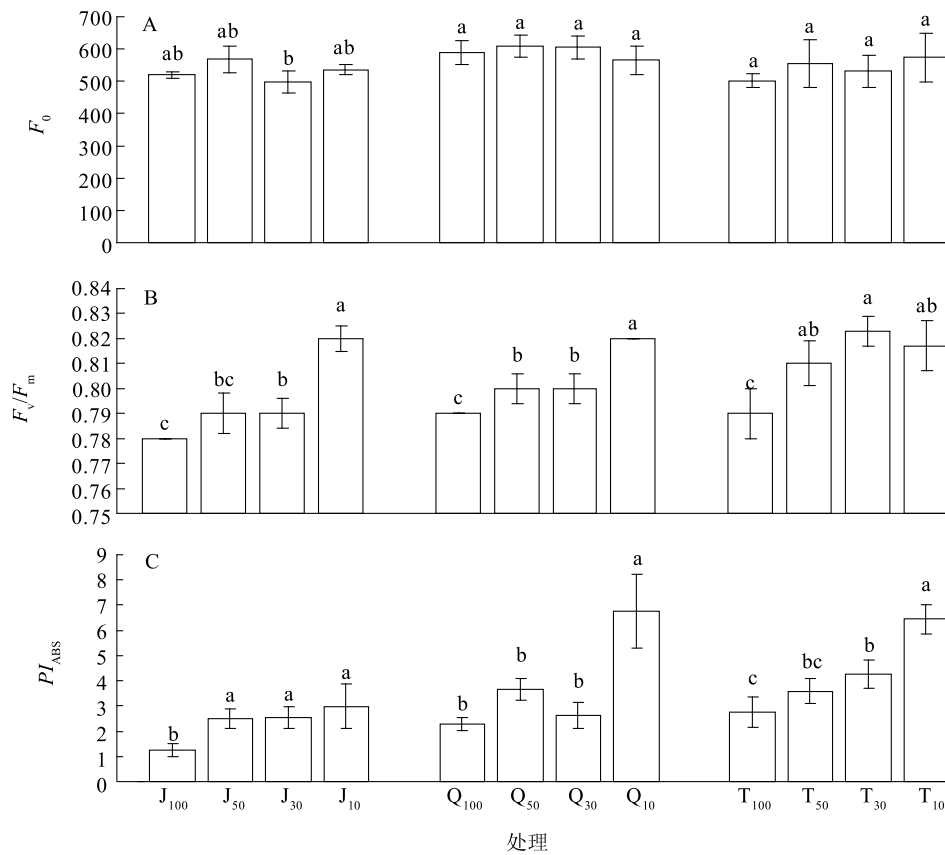 A
F₀
700
600
500
400
300
200
100
0
ab ab b ab a a a a a a a a
B
Fᵥ/Fₘ
0.84
0.83
0.82
0.81
0.80
0.79
0.78
0.77
0.76
0.75
c bc b a c b b a c ab a ab
C
PI_ABS
9
8
7
6
5
4
3
2
1
0
b a a a b b b a c bc b a
J₁₀₀ J₅₀ J₃₀ J₁₀ Q₁₀₀ Q₅₀ Q₃₀ Q₁₀ T₁₀₀ T₅₀ T₃₀ T₁₀
处理